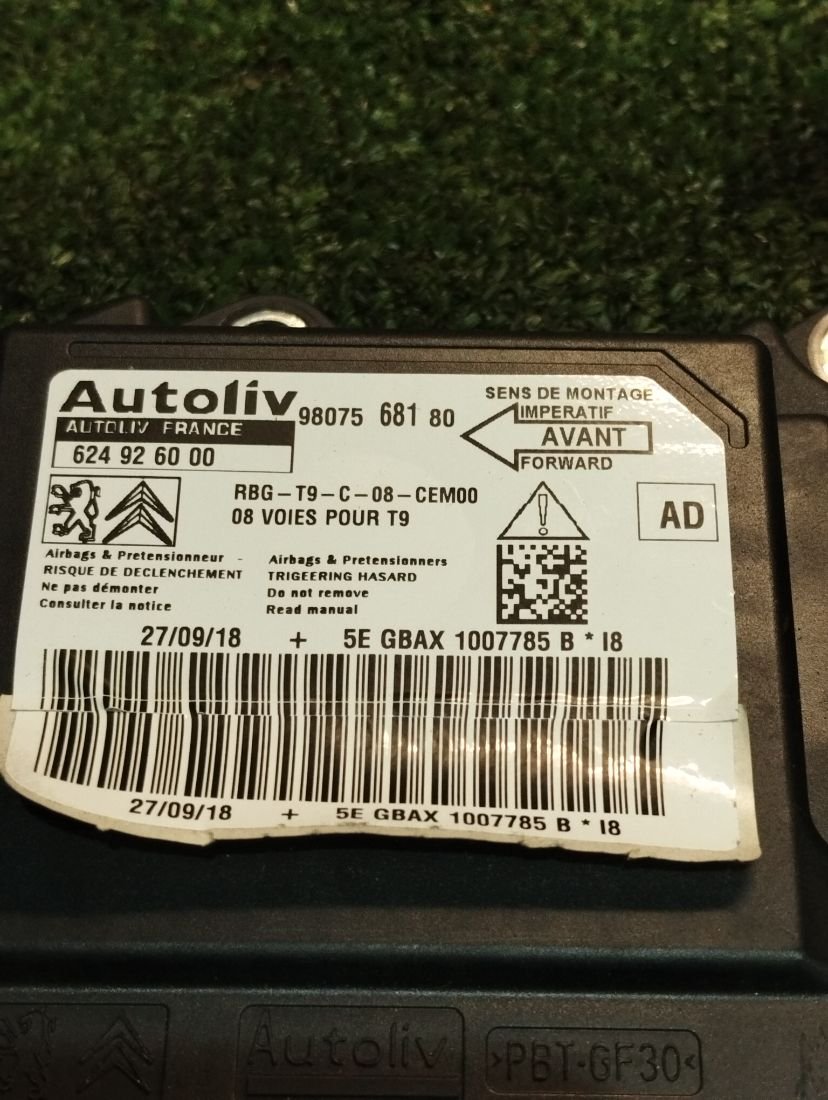 Autoliv
AUTOLIV FRANCE
624 92 60 00
98075 681 80
SENS DE MONTAGE
IMPERATIF
AVANT
FORWARD
RBG-T9-C-08-CEM00
08 VOIES POUR T9
AD
Airbags & Pretensionneur -
RISQUE DE DECLENCHEMENT
Ne pas démonter
Consulter la notice
Airbags & Pretensionners
TRIGEERING HASARD
Do not remove
Read manual
27/09/18 + 5E GBAX 1007785 B * I8
27/09/18 + 5E GBAX 1007785 B * I8
Autoliv
>PBT-GF30<